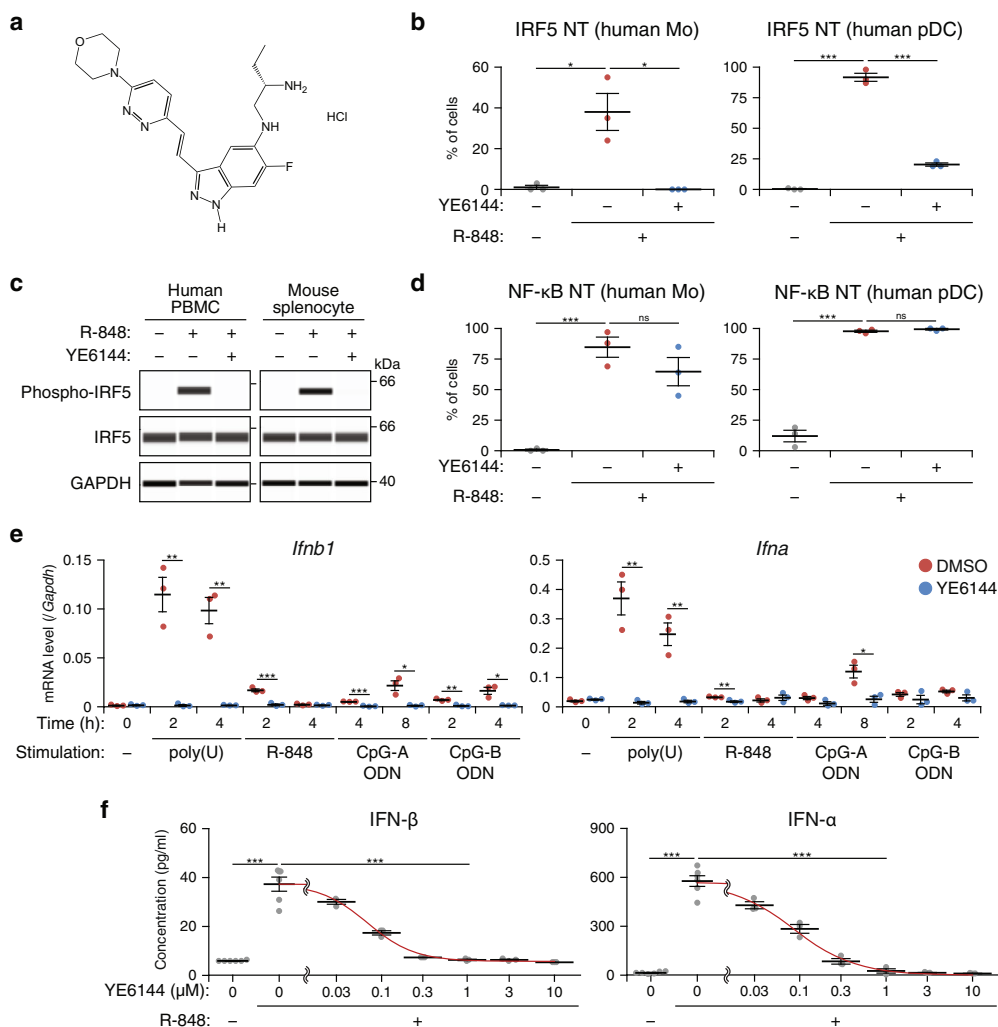 a
O
N
N
N
NH₂
NH
HCl
F
N
N
H
b
IRF5 NT (human Mo)
IRF5 NT (human pDC)
% of cells
60
40
20
0
* *
100
75
50
25
0
*** ***
YE6144
– – +
– – +
R-848:
– +
– +
c
Human PBMC
Mouse splenocyte
R-848: – + + – + +
YE6144: – – + – – +
kDa
Phospho-IRF5
66
IRF5
66
GAPDH
40
d
NF-κB NT (human Mo)
NF-κB NT (human pDC)
% of cells
100
75
50
25
0
*** ns
100
75
50
25
0
*** ns
YE6144
– – +
– – +
R-848:
– +
– +
e
Ifnb1
Ifna
mRNA level (/Gapdh)
0.15
0.10
0.05
0
** ** *** *** * ** *
0.5
0.4
0.3
0.2
0.1
0
** ** ** *
DMSO
YE6144
Time (h): 0 2 4 2 4 4 8 2 4
0 2 4 2 4 4 8 2 4
Stimulation: – poly(U) R-848 CpG-A ODN CpG-B ODN
– poly(U) R-848 CpG-A ODN CpG-B ODN
f
IFN-β
IFN-α
Concentration (pg/ml)
60
40
20
0
*** ***
900
600
300
0
*** ***
YE6144 (μM): 0 0 0.03 0.1 0.3 1 3 10
0 0 0.03 0.1 0.3 1 3 10
R-848: – +
– +